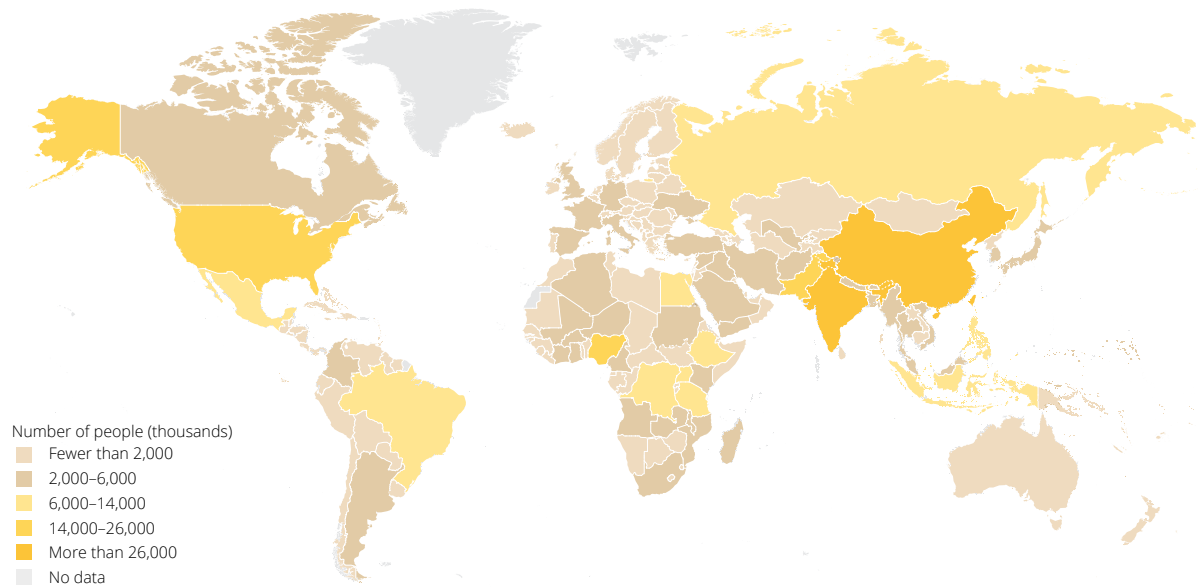 Number of people (thousands)
Fewer than 2,000
2,000–6,000
6,000–14,000
14,000–26,000
More than 26,000
No data